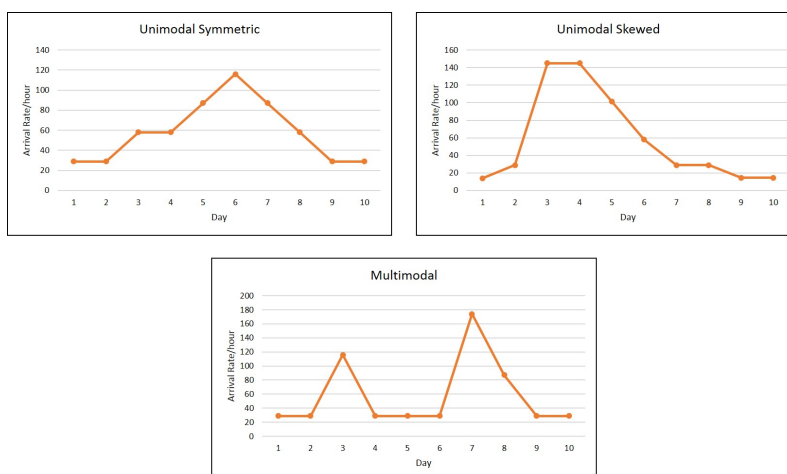 Unimodal Symmetric
Arrival Rate/hour
140
120
100
80
60
40
20
0
1 2 3 4 5 6 7 8 9 10
Day
Unimodal Skewed
Arrival Rate/hour
160
140
120
100
80
60
40
20
0
1 2 3 4 5 6 7 8 9 10
Day
Multimodal
Arrival Rate/hour
200
180
160
140
120
100
80
60
40
20
0
1 2 3 4 5 6 7 8 9 10
Day